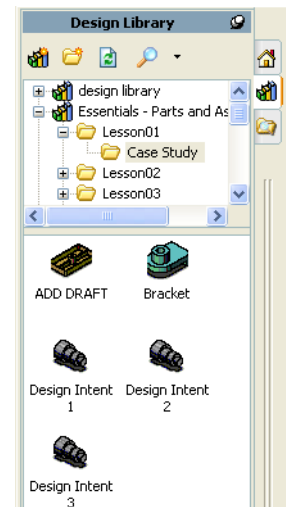 Design Library
design library
Essentials - Parts and As
Lesson01
Case Study
Lesson02
Lesson03
ADD DRAFT
Bracket
Design Intent
1
Design Intent
2
Design Intent
3